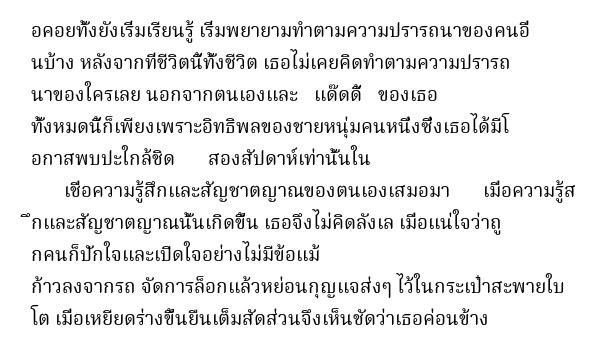 อคอยทั้งยังเริ่มเรียนรู้ เริ่มพยายามทำตามความปรารถนาของคนอื่
นบ้าง หลังจากที่ชีวิตนี้ทั้งชีวิต เธอไม่เคยคิดทำตามความปรารถ
นาของใครเลย นอกจากตนเองและ แด๊ดดี้ ของเธอ
ทั้งหมดนี้ก็เพียงเพราะอิทธิพลของชายหนุ่มคนหนึ่งซึ่งเธอได้มีโ
อกาสพบปะใกล้ชิด สองสัปดาห์เท่านั้นใน
เชื่อความรู้สึกและสัญชาตญาณของตนเองเสมอมา เมื่อความรู้ส
ึกและสัญชาตญาณนั้นเกิดขึ้น เธอจึงไม่คิดลังเล เมื่อแน่ใจว่าถู
กคนก็ปักใจและเปิดใจอย่างไม่มีข้อแม้
ก้าวลงจากรถ จัดการล็อกแล้วหย่อนกุญแจส่งๆ ไว้ในกระเป๋าสะพายใบ
โต เมื่อเหยียดร่างขึ้นยืนเต็มสัดส่วนจึงเห็นชัดว่าเธอค่อนข้าง